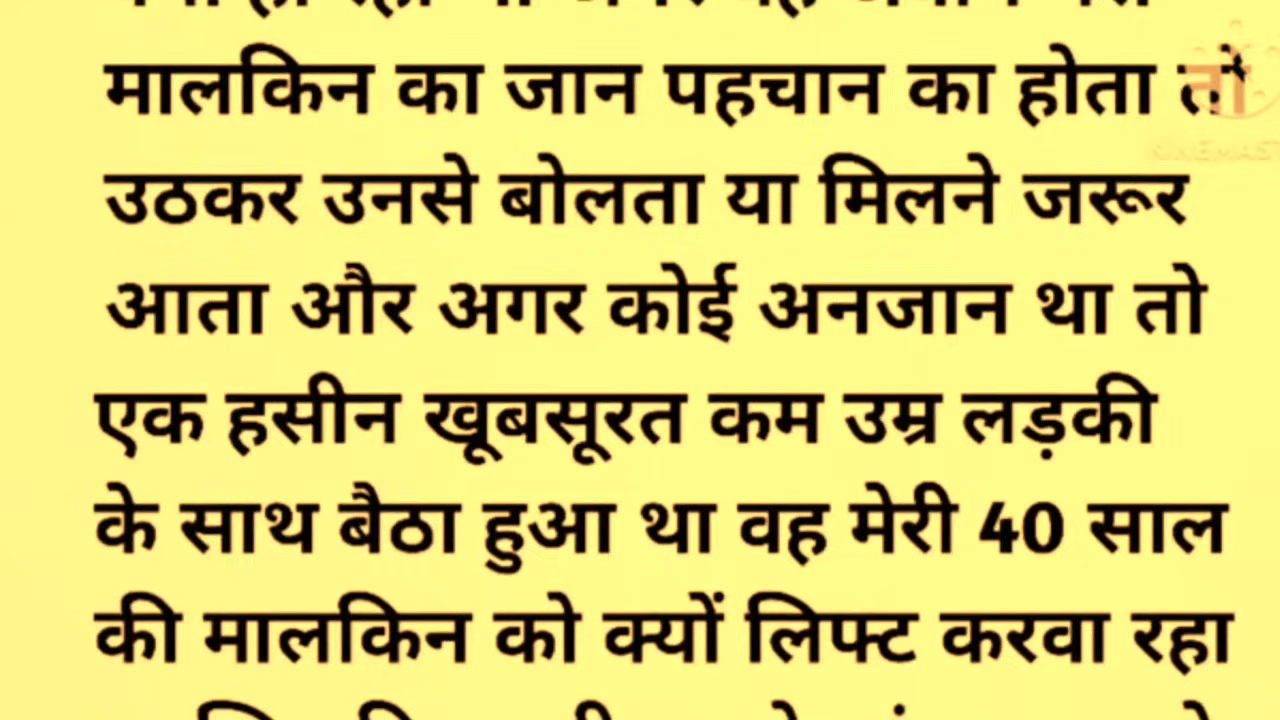 मालकिन का जान पहचान का होता तो
उठकर उनसे बोलता या मिलने जरूर
आता और अगर कोई अनजान था तो
एक हसीन खूबसूरत कम उम्र लड़की
के साथ बैठा हुआ था वह मेरी 40 साल
की मालकिन को क्यों लिफ्ट करवा रहा